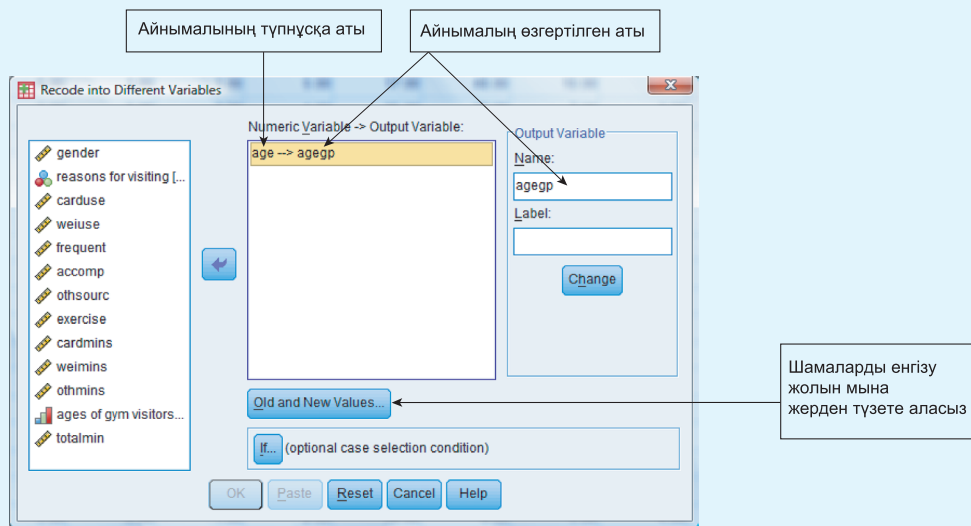 Айнымалының түпнұсқа аты
Айнымалың өзгертілген аты
Recode into Different Variables
Numeric Variable -> Output Variable:
age --> agegp
gender
reasons for visiting [...
carduse
weiuse
frequent
accomp
othsourc
exercise
cardmins
weimins
othmins
ages of gym visitors...
totalmin
Output Variable
Name:
agegp
Label:
Change
Шамаларды енгізу
жолын мына
жерден түзете аласыз
Old and New Values...
If... (optional case selection condition)
OK Paste Reset Cancel Help